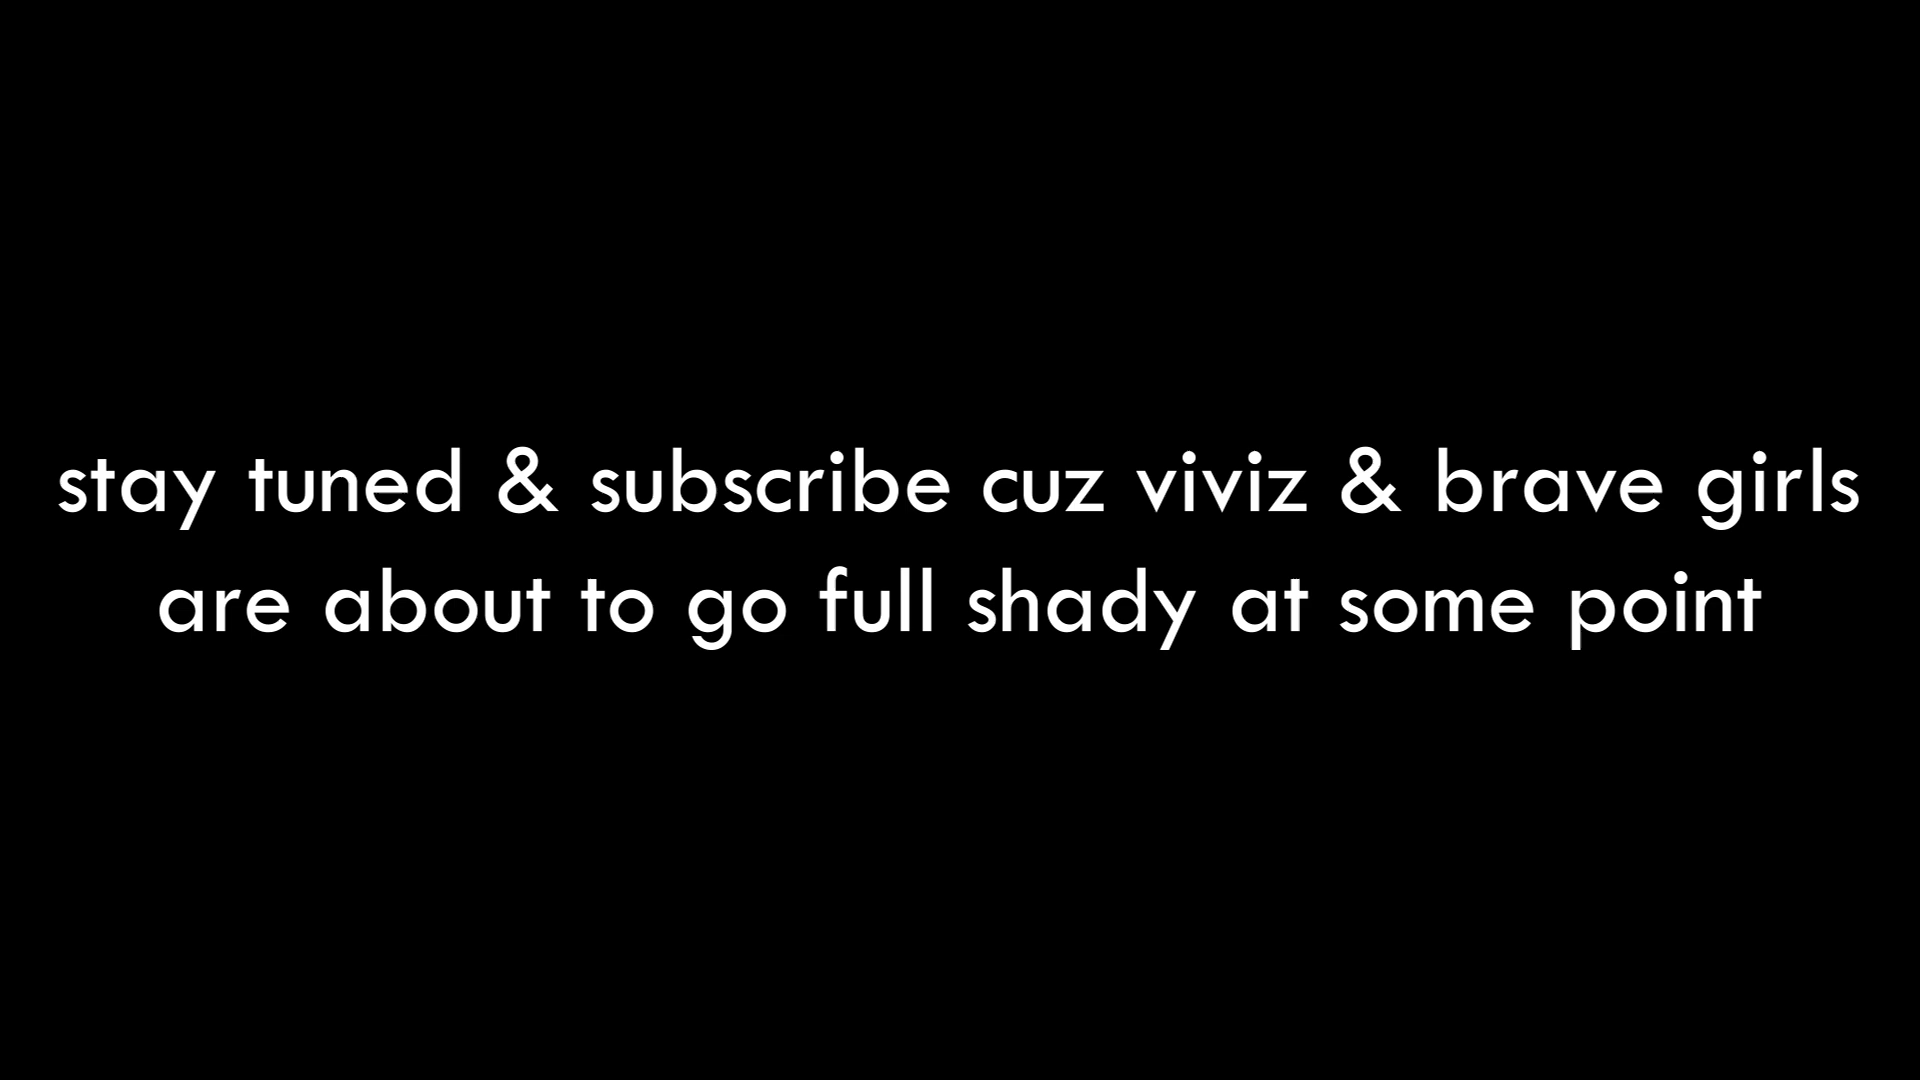 stay tuned & subscribe cuz viviz & brave girls
are about to go full shady at some point